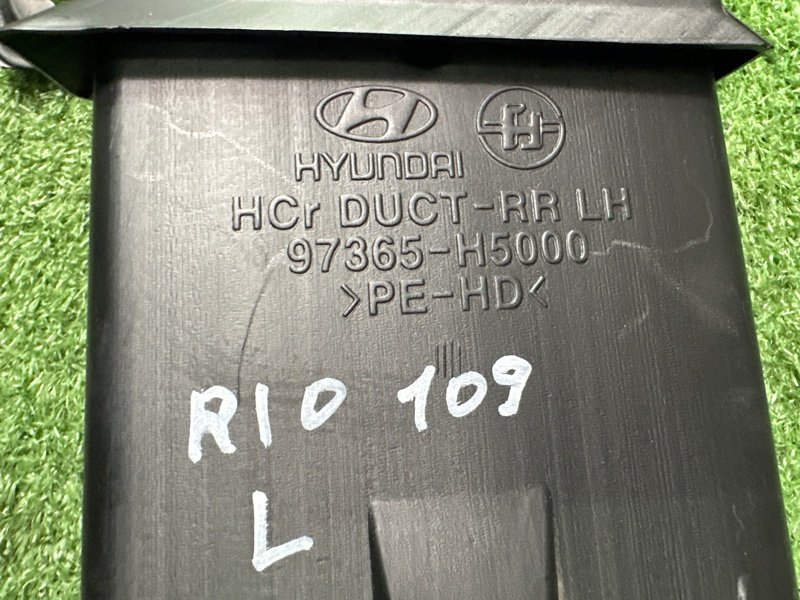 HYUNDAI
HCr DUCT-RR LH
97365-H5000
>PE-HD<
RIO 109
L